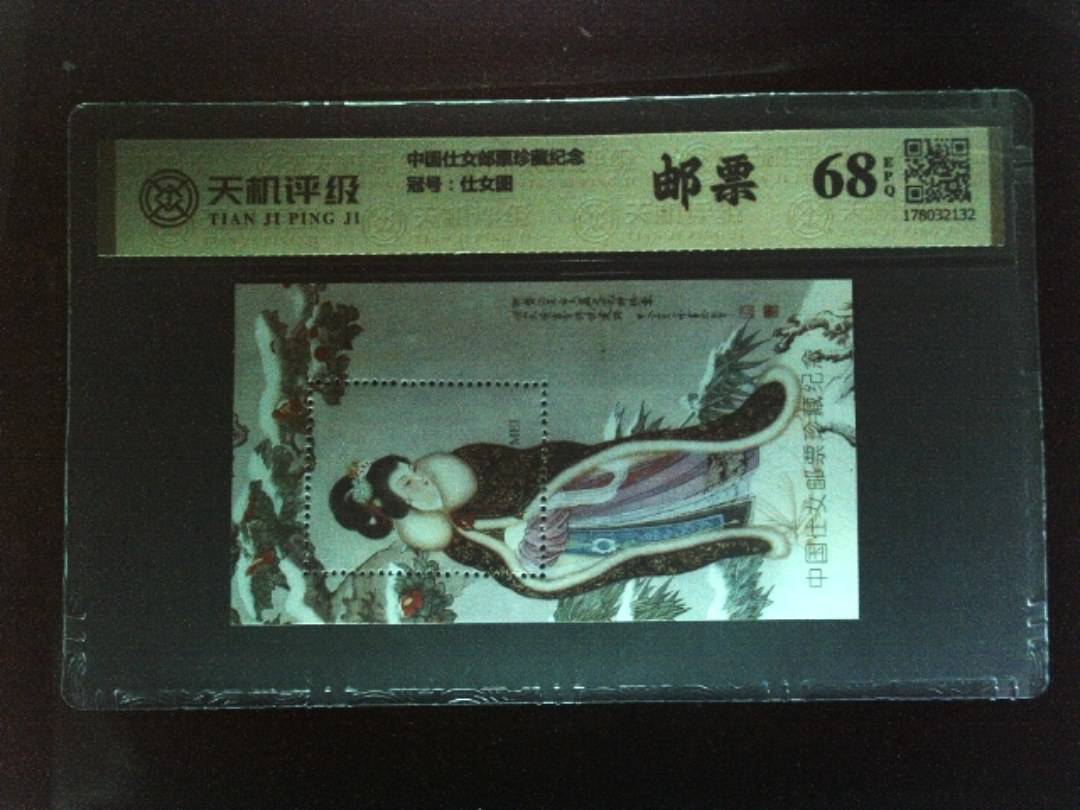 天机评级
TIAN JI PING JI
中国仕女邮票珍藏纪念
冠号：仕女图
邮票
68
EPQ
178032132
MEI
中国仕女邮票珍藏纪念